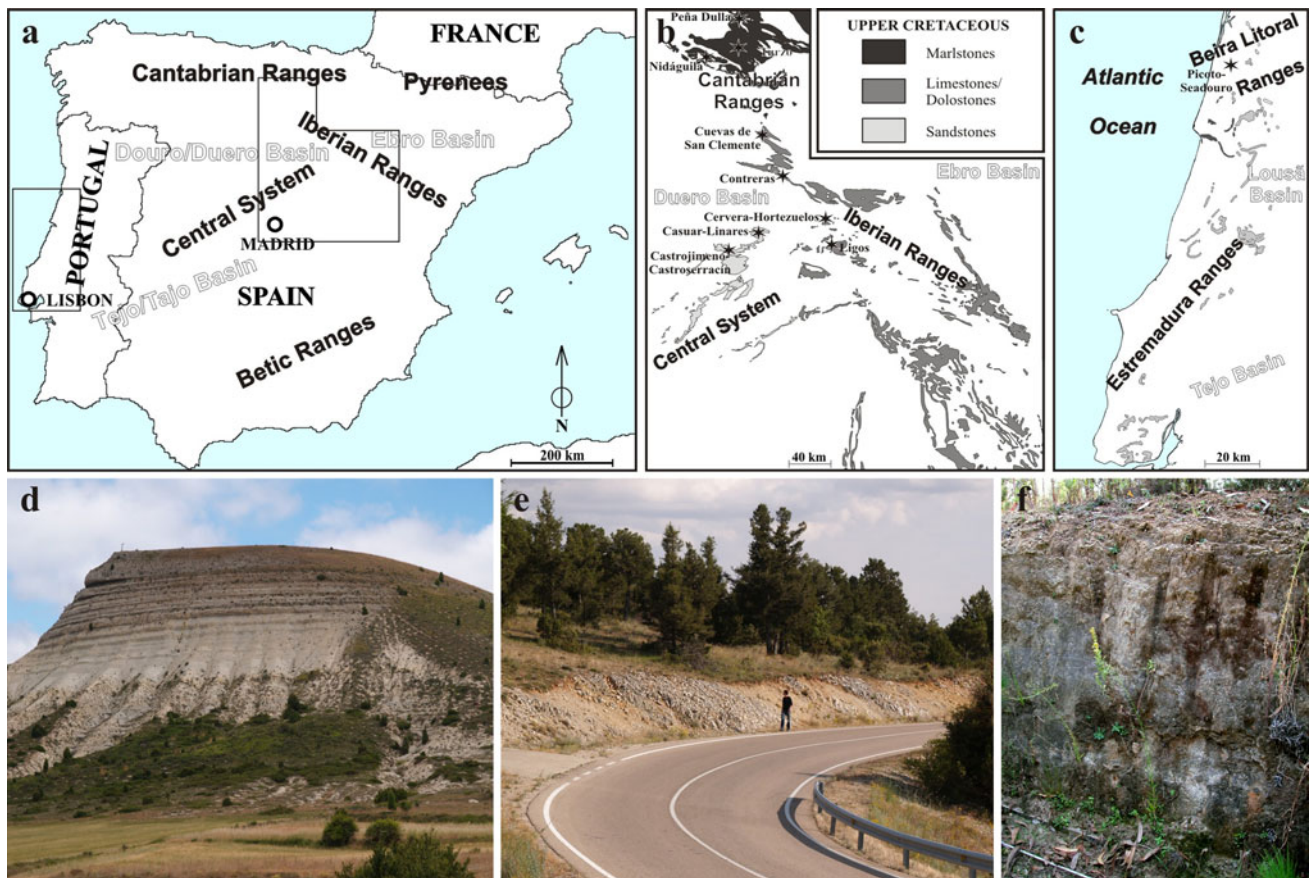 a
FRANCE
Cantabrian Ranges
Pyrenees
Iberian Ranges
Ebro Basin
Douro/Duero Basin
PORTUGAL
Central System
MADRID
LISBON
Tejo/Tajo Basin
SPAIN
Betic Ranges
N
200 km
b
Peña Dulla
Nidáguila
Cantabrian
Ranges
Cuevas de
San Clemente
Contreras
Duero Basin
Ebro Basin
Cervera-Hortezuelos
Iberian Ranges
Casuar-Linares
Ligos
Castrojimeno
Castroserracín
Central System
40 km
UPPER CRETACEOUS
Marlstones
Limestones/
Dolostones
Sandstones
c
Beira Litoral
Ranges
Atlantic
Ocean
Picoto-
Seadouro
Lousã
Basin
Estremadura Ranges
Tejo Basin
20 km
d
e
f